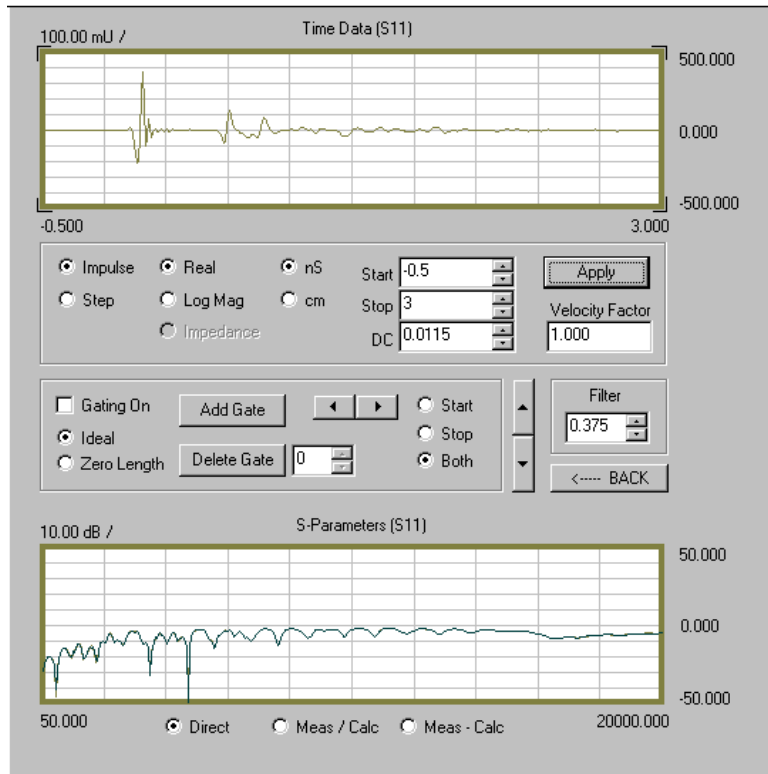 100.00 mU / Time Data (S11)
500.000
0.000
-500.000
-0.500 3.000
Impulse Real nS Start -0.5 Apply
Step Log Mag cm Stop 3 Velocity Factor
Impedance DC 0.0115 1.000
Gating On Add Gate Start Filter
Ideal Stop 0.375
Zero Length Delete Gate 0 Both <----- BACK
10.00 dB / S-Parameters (S11)
50.000
0.000
-50.000
50.000 Direct Meas / Calc Meas - Calc 20000.000